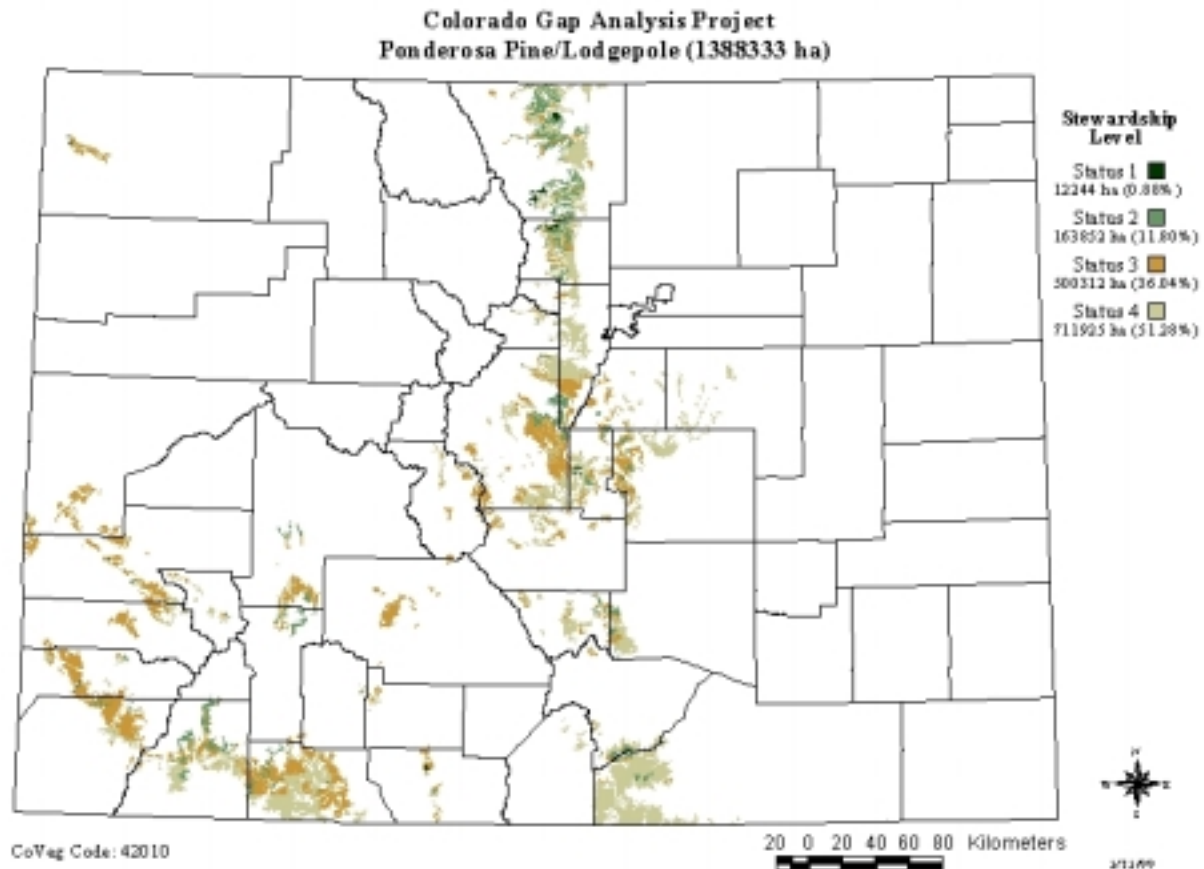 Colorado Gap Analysis Project
Ponderosa Pine/Lodgepole (1388333 ha)
Stewardship
Level
Status 1
12244 ha (0.88%)
Status 2
163852 ha (11.80%)
Status 3
500312 ha (36.04%)
Status 4
711925 ha (51.28%)
CoVeg Code: 42010
20 0 20 40 60 80 Kilometers